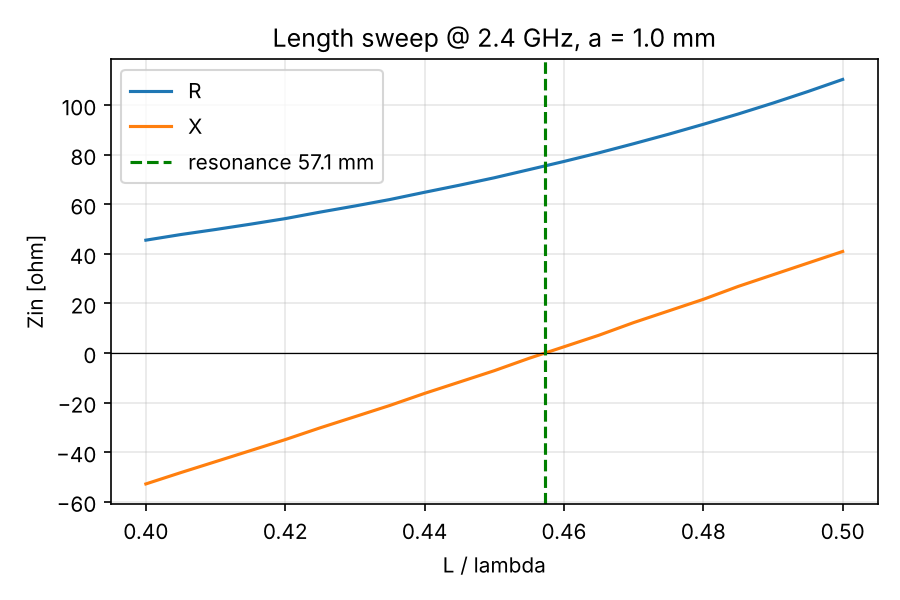 Length sweep @ 2.4 GHz, a = 1.0 mm
R
X
resonance 57.1 mm
Zin [ohm]
100
80
60
40
20
0
−20
−40
−60
0.40 0.42 0.44 0.46 0.48 0.50
L / lambda